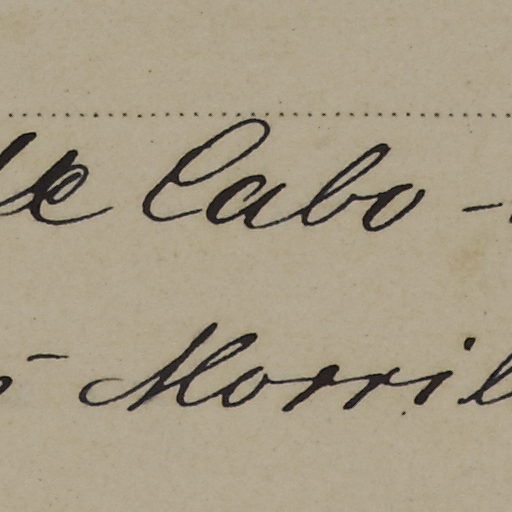 de Cabo -
- Morril